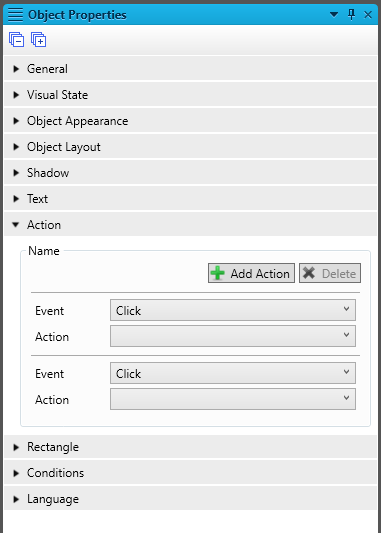 Object Properties
General
Visual State
Object Appearance
Object Layout
Shadow
Text
Action
Name
Add Action Delete
Event Click
Action
Event Click
Action
Rectangle
Conditions
Language